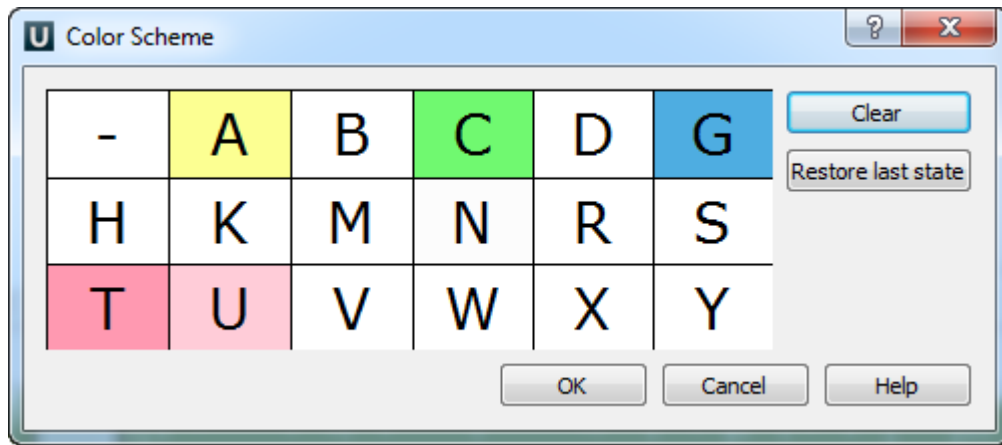 U Color Scheme
- A B C D G
Clear
Restore last state
H K M N R S
T U V W X Y
OK Cancel Help